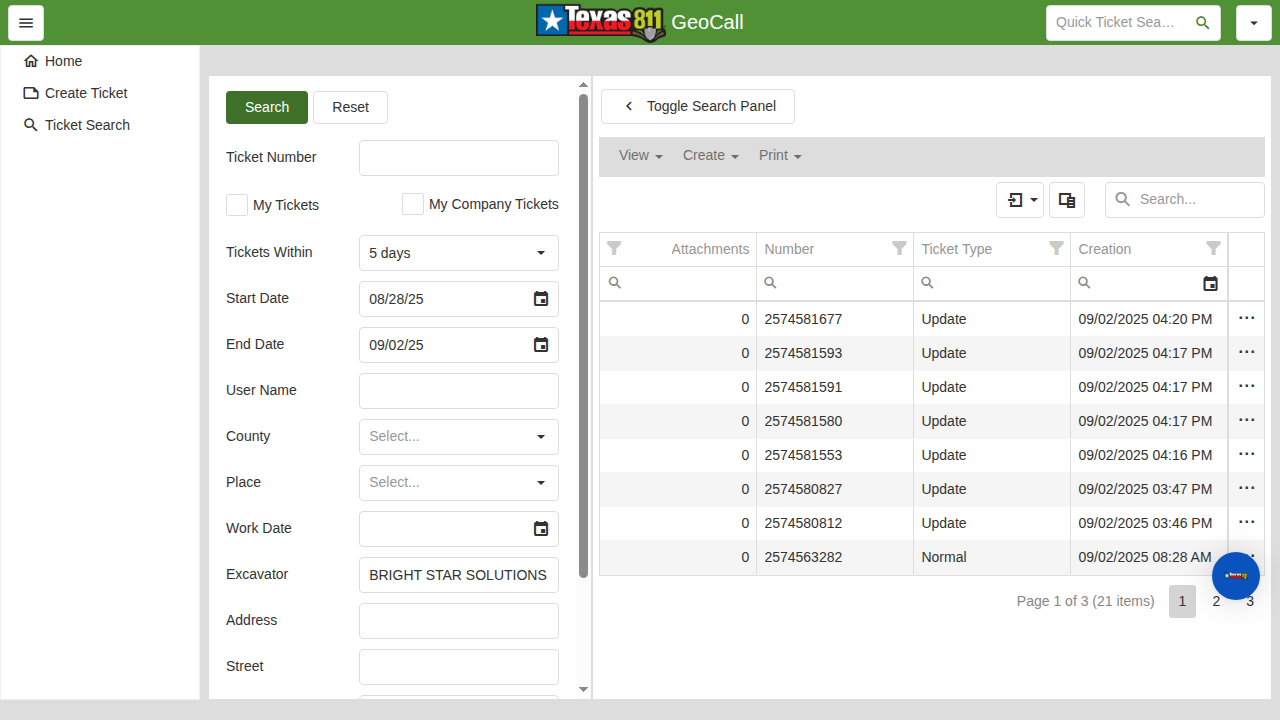 Texas811 GeoCall
Quick Ticket Sea...
Home
Create Ticket
Ticket Search
Search
Reset
Ticket Number
My Tickets
My Company Tickets
Tickets Within
5 days
Start Date
08/28/25
End Date
09/02/25
User Name
County
Select...
Place
Select...
Work Date
Excavator
BRIGHT STAR SOLUTIONS
Address
Street
Toggle Search Panel
View
Create
Print
Search...
Attachments Number Ticket Type Creation
0 2574581677 Update 09/02/2025 04:20 PM
0 2574581593 Update 09/02/2025 04:17 PM
0 2574581591 Update 09/02/2025 04:17 PM
0 2574581580 Update 09/02/2025 04:17 PM
0 2574581553 Update 09/02/2025 04:16 PM
0 2574580827 Update 09/02/2025 03:47 PM
0 2574580812 Update 09/02/2025 03:46 PM
0 2574563282 Normal 09/02/2025 08:28 AM
Page 1 of 3 (21 items) 1 2 3